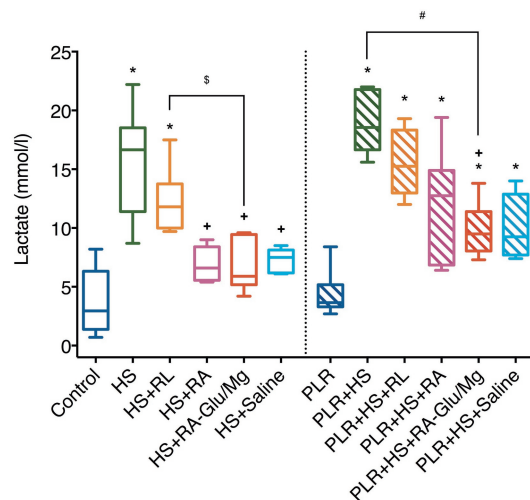 #
25
*
*
*
*
$
20
*
+
*
*
15
+
+
+
10
5
0
Lactate (mmol/l)
Control
HS
HS+RL
HS+RA
HS+RA-Glu/Mg
HS+Saline
PLR
PLR+HS
PLR+HS+RL
PLR+HS+RA
PLR+HS+RA-Glu/Mg
PLR+HS+Saline